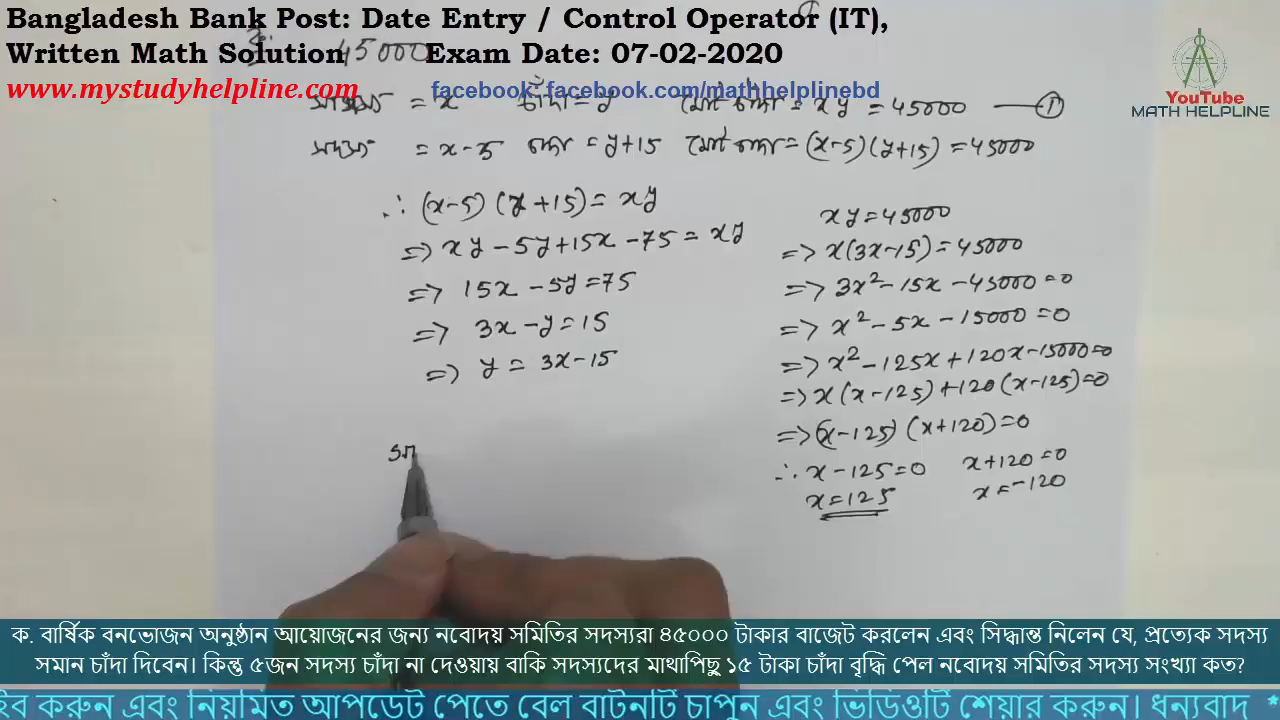 Bangladesh Bank Post: Date Entry / Control Operator (IT),
Written Math Solution 45000 Exam Date: 07-02-2020
www.mystudyhelpline.com facebook: facebook.com/mathhelplinebd
YouTube
MATH HELPLINE
= x চাঁদা = y মোট চাঁদা = xy = 45000 — ①
সদস্য = x-5 চাঁদা = y+15 মোট চাঁদা = (x-5)(y+15) = 45000
∴ (x-5) (y+15) = xy
=> xy - 5y + 15x - 75 = xy
=> 15x - 5y = 75
=> 3x - y = 15
=> y = 3x - 15
xy = 45000
=> x(3x-15) = 45000
=> 3x² - 15x - 45000 = 0
=> x² - 5x - 15000 = 0
=> x² - 125x + 120x - 15000 = 0
=> x(x-125) + 120(x-125) = 0
=> (x-125) (x+120) = 0
∴ x - 125 = 0 x + 120 = 0
x = 125 x = -120
ক. বার্ষিক বনভোজন অনুষ্ঠান আয়োজনের জন্য নবোদয় সমিতির সদস্যরা ৪৫০০০ টাকার বাজেট করলেন এবং সিদ্ধান্ত নিলেন যে, প্রত্যেক সদস্য
সমান চাঁদা দিবেন। কিন্তু ৫জন সদস্য চাঁদা না দেওয়ায় বাকি সদস্যদের মাথাপিছু ১৫ টাকা চাঁদা বৃদ্ধি পেল নবোদয় সমিতির সদস্য সংখ্যা কত?
ইব করুন এবং নিয়মিত আপডেট পেতে বেল বাটনটি চাপুন এবং ভিডিওটি শেয়ার করুন। ধন্যবাদ *